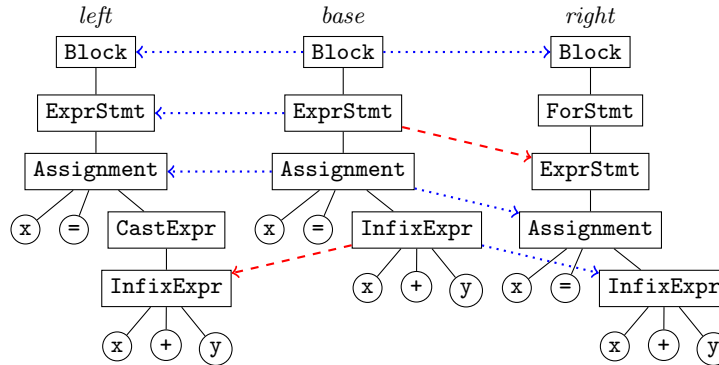 left base right
Block Block Block
ExprStmt ExprStmt ForStmt
Assignment Assignment ExprStmt
x = CastExpr x = InfixExpr Assignment
InfixExpr x + y x = InfixExpr
x + y x + y